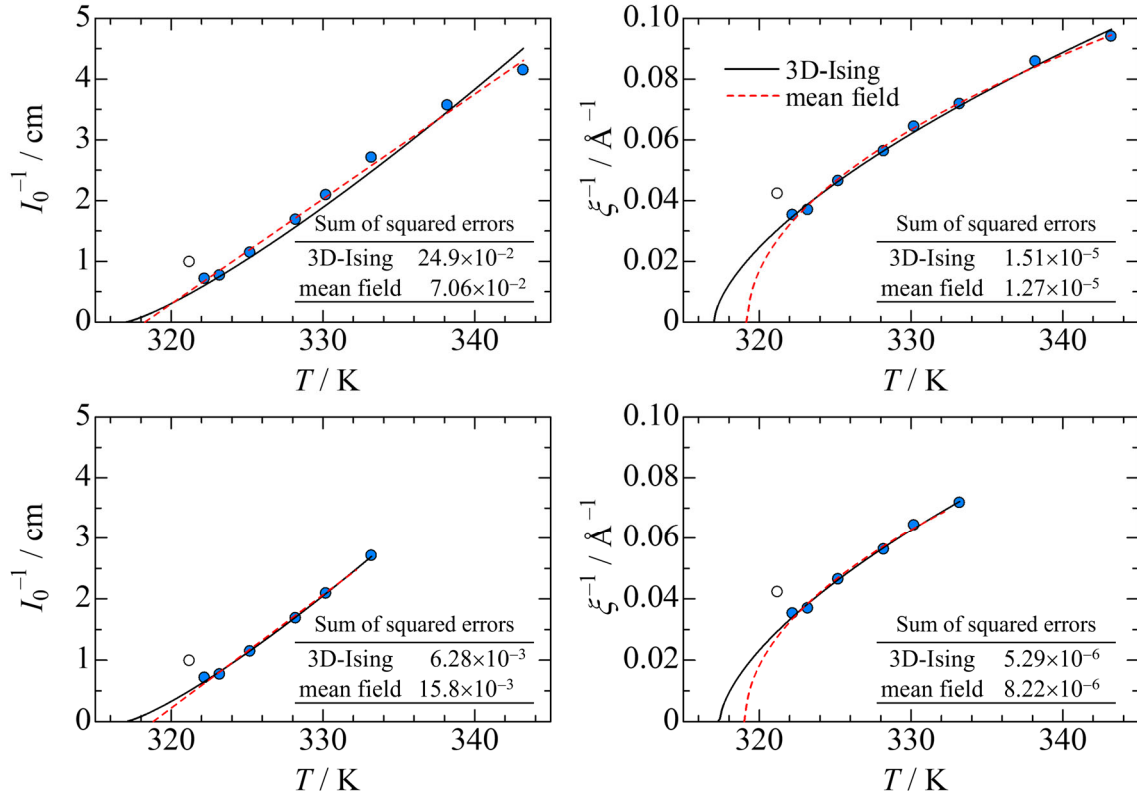 5
4
3
2
1
0
I₀⁻¹ / cm
Sum of squared errors
3D-Ising 24.9×10⁻²
mean field 7.06×10⁻²
320 330 340
T / K
0.10
0.08
0.06
0.04
0.02
0
ξ⁻¹ / Å⁻¹
3D-Ising
mean field
Sum of squared errors
3D-Ising 1.51×10⁻⁵
mean field 1.27×10⁻⁵
320 330 340
T / K
5
4
3
2
1
0
I₀⁻¹ / cm
Sum of squared errors
3D-Ising 6.28×10⁻³
mean field 15.8×10⁻³
320 330 340
T / K
0.10
0.08
0.06
0.04
0.02
0
ξ⁻¹ / Å⁻¹
Sum of squared errors
3D-Ising 5.29×10⁻⁶
mean field 8.22×10⁻⁶
320 330 340
T / K